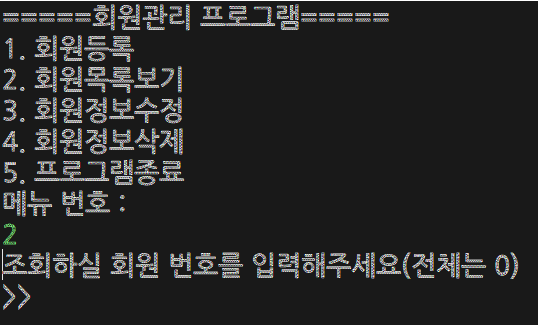 =====회원관리 프로그램=====
1. 회원등록
2. 회원목록보기
3. 회원정보수정
4. 회원정보삭제
5. 프로그램종료
메뉴 번호 :
2
조회하실 회원 번호를 입력해주세요(전체는 0)
>>